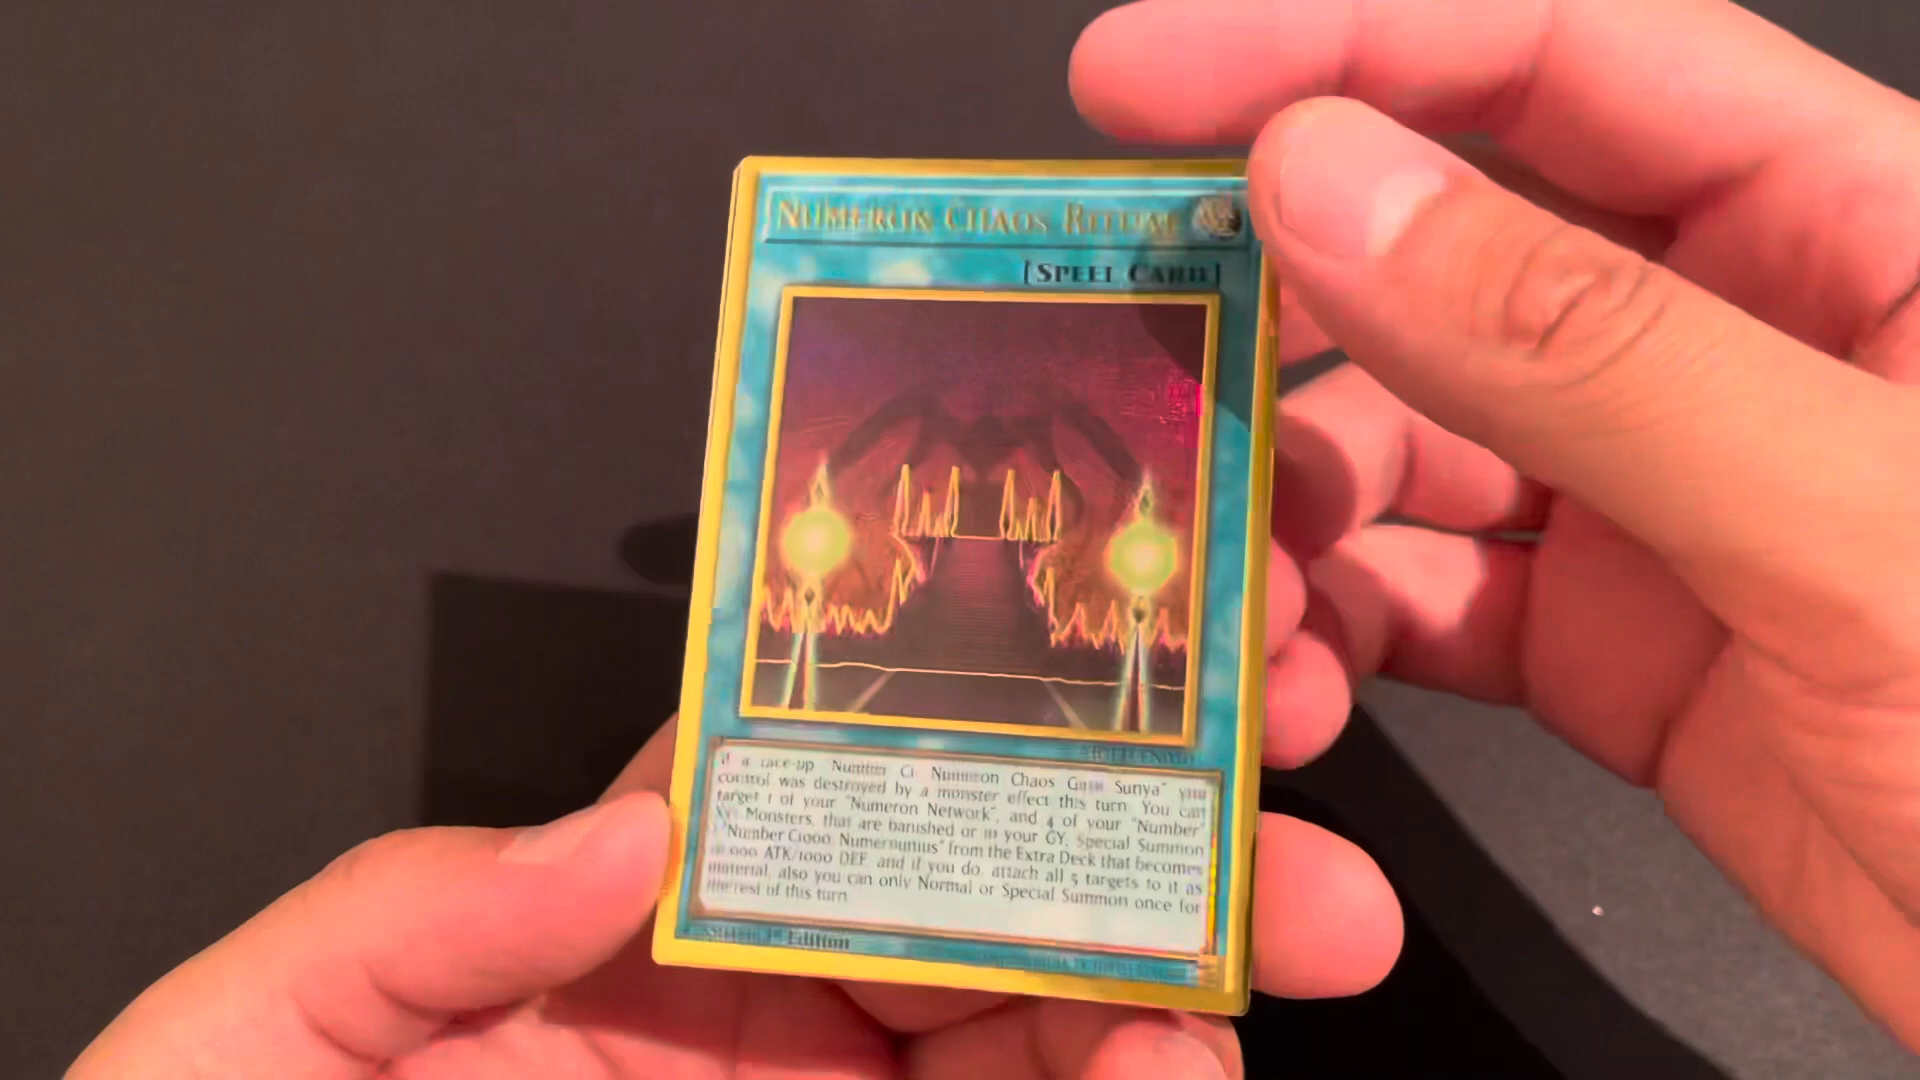 Numeron Chaos Ritual
[Spell Card]
If a face-up "Number C1: Numeron Chaos Gate Sunya" you
control was destroyed by a monster effect this turn: You can
target 1 of your "Numeron Network", and 4 of your "Number"
Xyz Monsters, that are banished or in your GY; Special Summon
"Number C1000: Numerounius" from the Extra Deck that becomes
10,000 ATK/1000 DEF, and if you do, attach all 5 targets to it as
material, also you can only Normal or Special Summon once for
the rest of this turn.
1st Edition